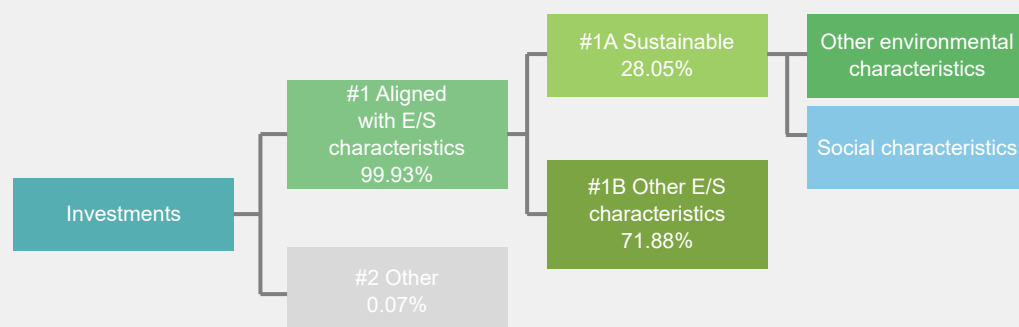 Investments
#1 Aligned
with E/S
characteristics
99.93%
#2 Other
0.07%
#1A Sustainable
28.05%
#1B Other E/S
characteristics
71.88%
Other environmental
characteristics
Social characteristics